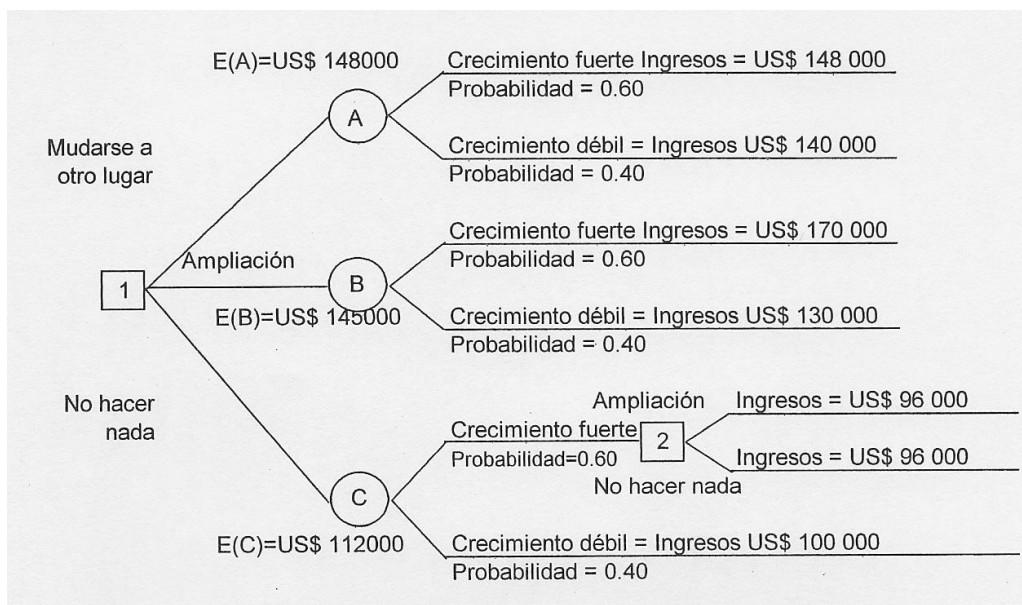 E(A)=US$ 148000
Crecimiento fuerte Ingresos = US$ 148 000
Probabilidad = 0.60
A
Mudarse a
otro lugar
Crecimiento débil = Ingresos US$ 140 000
Probabilidad = 0.40
Crecimiento fuerte Ingresos = US$ 170 000
Probabilidad = 0.60
Ampliación
1
B
E(B)=US$ 145000
Crecimiento débil = Ingresos US$ 130 000
Probabilidad = 0.40
No hacer
nada
Ampliación
Ingresos = US$ 96 000
Crecimiento fuerte
2
Probabilidad=0.60
Ingresos = US$ 96 000
No hacer nada
C
E(C)=US$ 112000
Crecimiento débil = Ingresos US$ 100 000
Probabilidad = 0.40